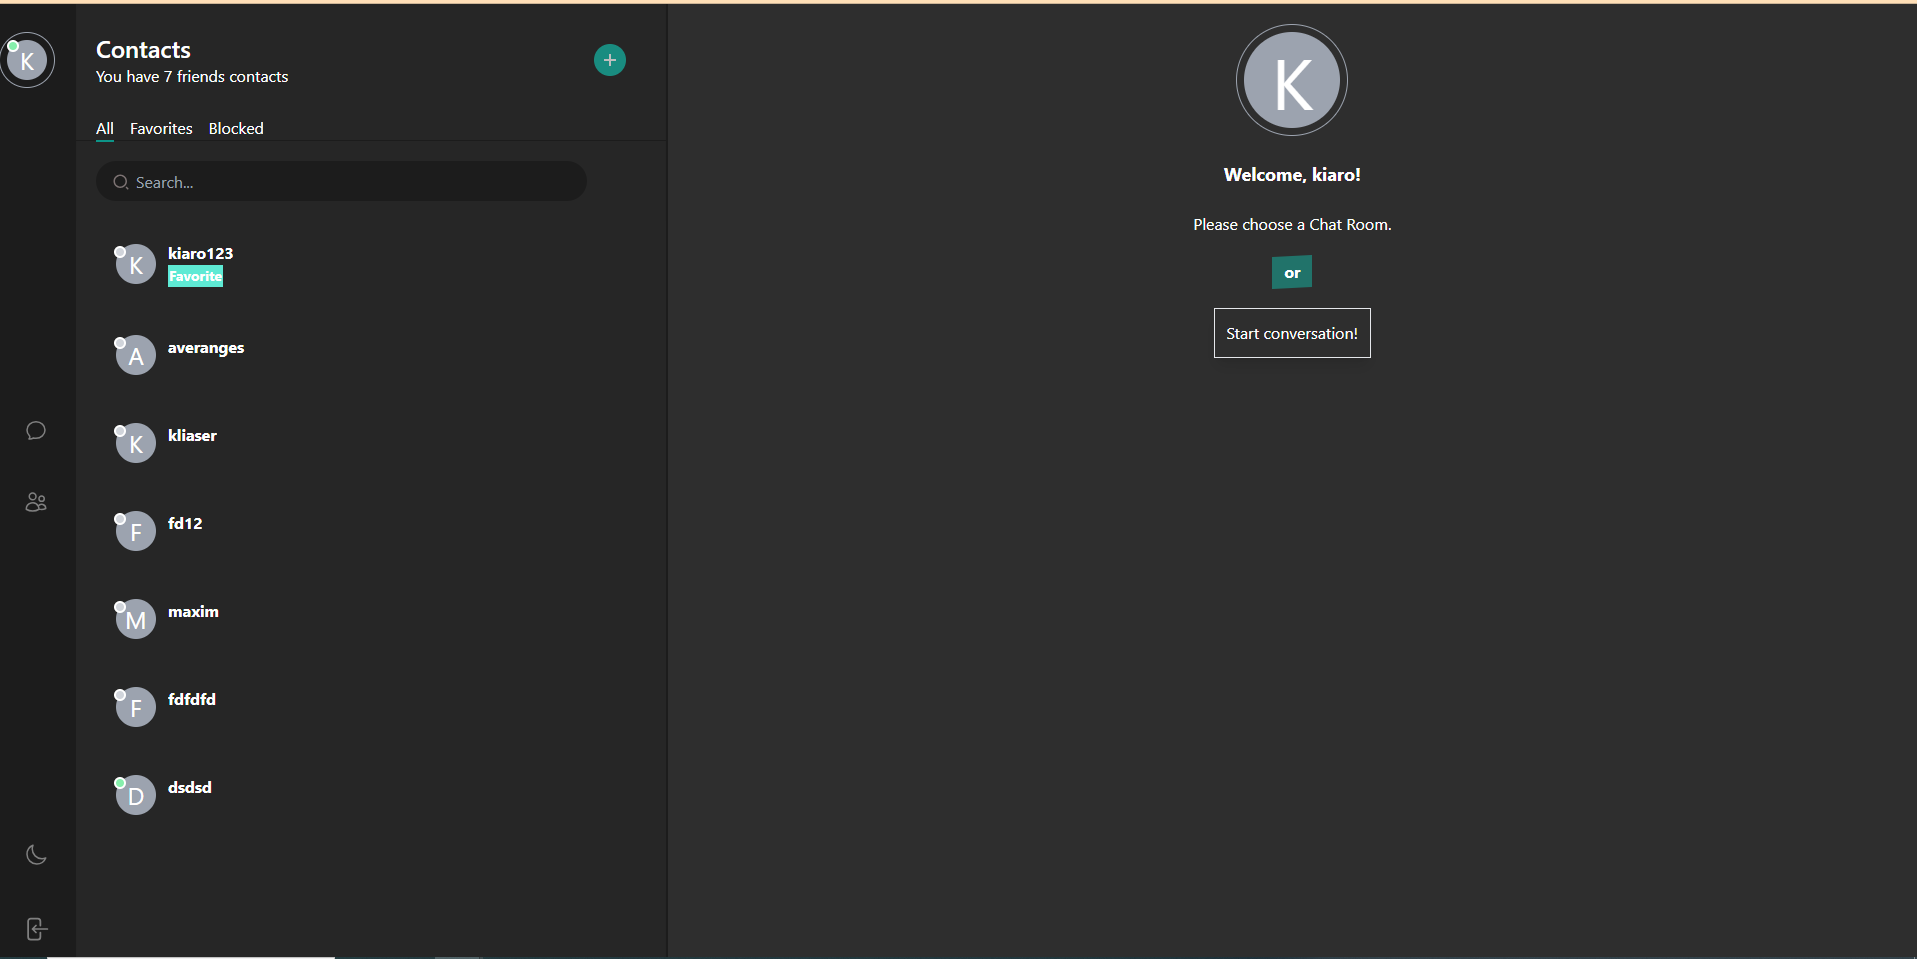 K
Contacts
You have 7 friends contacts
All Favorites Blocked
Search...
K kiaro123
Favorite
A averanges
K kliaser
F fd12
M maxim
F fdfdfd
D dsdsd
K
Welcome, kiaro!
Please choose a Chat Room.
or
Start conversation!